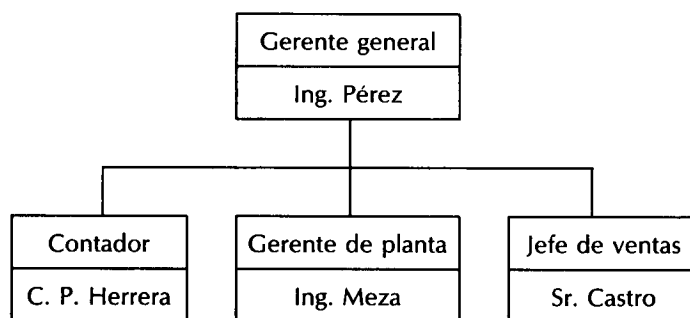 Gerente general
Ing. Pérez
Contador
C. P. Herrera
Gerente de planta
Ing. Meza
Jefe de ventas
Sr. Castro